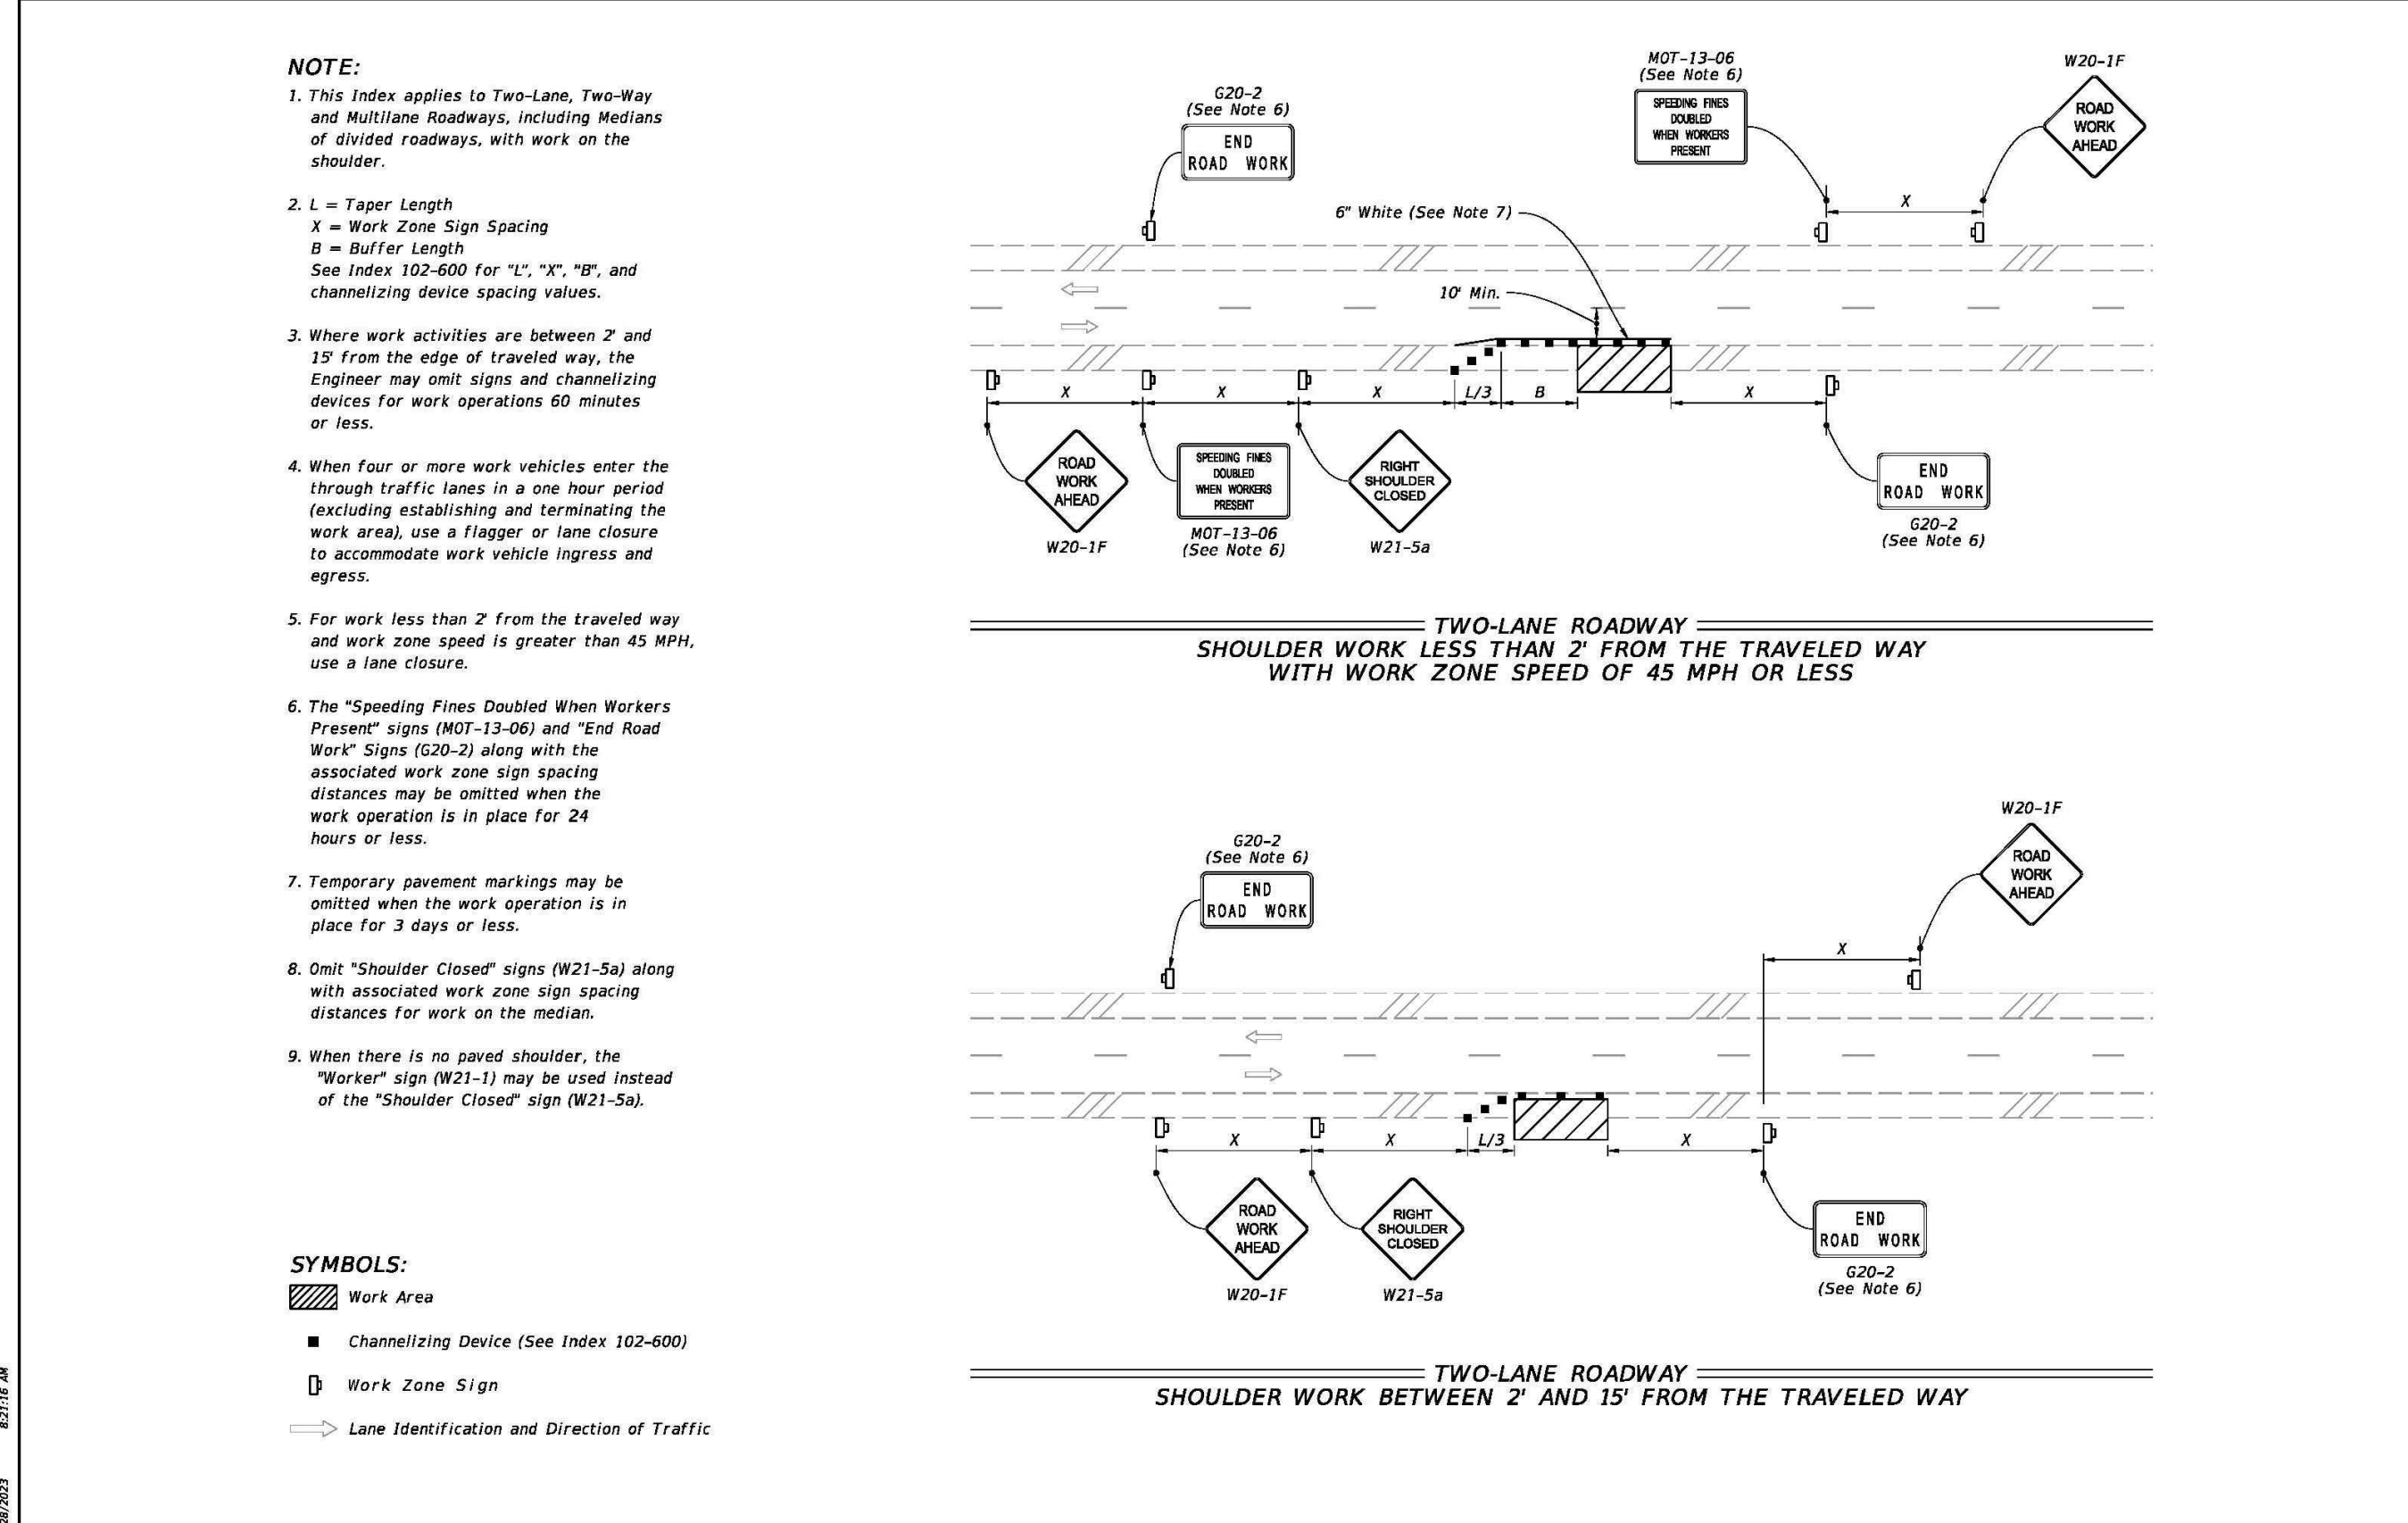 NOTE:
1. This Index applies to Two-Lane, Two-Way
and Multilane Roadways, including Medians
of divided roadways, with work on the
shoulder.
2. L = Taper Length
X = Work Zone Sign Spacing
B = Buffer Length
See Index 102-600 for "L", "X", "B", and
channelizing device spacing values.
3. Where work activities are between 2' and
15' from the edge of traveled way, the
Engineer may omit signs and channelizing
devices for work operations 60 minutes
or less.
4. When four or more work vehicles enter the
through traffic lanes in a one hour period
(excluding establishing and terminating the
work area), use a flagger or lane closure
to accommodate work vehicle ingress and
egress.
5. For work less than 2' from the traveled way
and work zone speed is greater than 45 MPH,
use a lane closure.
6. The "Speeding Fines Doubled When Workers
Present" signs (MOT-13-06) and "End Road
Work" Signs (G20-2) along with the
associated work zone sign spacing
distances may be omitted when the
work operation is in place for 24
hours or less.
7. Temporary pavement markings may be
omitted when the work operation is in
place for 3 days or less.
8. Omit "Shoulder Closed" signs (W21-5a) along
with associated work zone sign spacing
distances for work on the median.
9. When there is no paved shoulder, the
"Worker" sign (W21-1) may be used instead
of the "Shoulder Closed" sign (W21-5a).
SYMBOLS:
Work Area
Channelizing Device (See Index 102-600)
Work Zone Sign
Lane Identification and Direction of Traffic
G20-2
(See Note 6)
END
ROAD WORK
MOT-13-06
(See Note 6)
SPEEDING FINES
DOUBLED
WHEN WORKERS
PRESENT
W20-1F
ROAD
WORK
AHEAD
X
6" White (See Note 7)
10' Min.
X
X
X
L/3
B
X
ROAD
WORK
AHEAD
W20-1F
SPEEDING FINES
DOUBLED
WHEN WORKERS
PRESENT
MOT-13-06
(See Note 6)
RIGHT
SHOULDER
CLOSED
W21-5a
END
ROAD WORK
G20-2
(See Note 6)
TWO-LANE ROADWAY
SHOULDER WORK LESS THAN 2' FROM THE TRAVELED WAY
WITH WORK ZONE SPEED OF 45 MPH OR LESS
G20-2
(See Note 6)
END
ROAD WORK
W20-1F
ROAD
WORK
AHEAD
X
X
X
L/3
X
ROAD
WORK
AHEAD
W20-1F
RIGHT
SHOULDER
CLOSED
W21-5a
END
ROAD WORK
G20-2
(See Note 6)
TWO-LANE ROADWAY
SHOULDER WORK BETWEEN 2' AND 15' FROM THE TRAVELED WAY
8:21:16 AM
28/2023